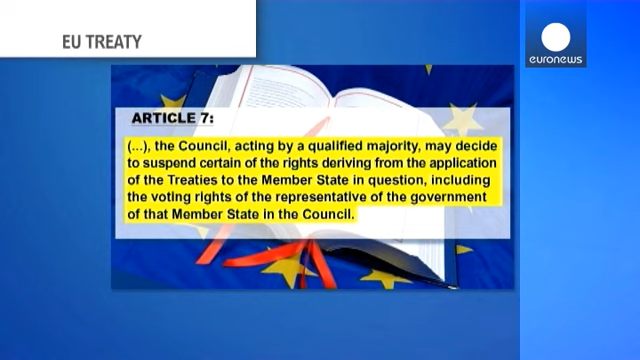 EU TREATY
euronews
ARTICLE 7:
(...), the Council, acting by a qualified majority, may decide
to suspend certain of the rights deriving from the application
of the Treaties to the Member State in question, including
the voting rights of the representative of the government
of that Member State in the Council.